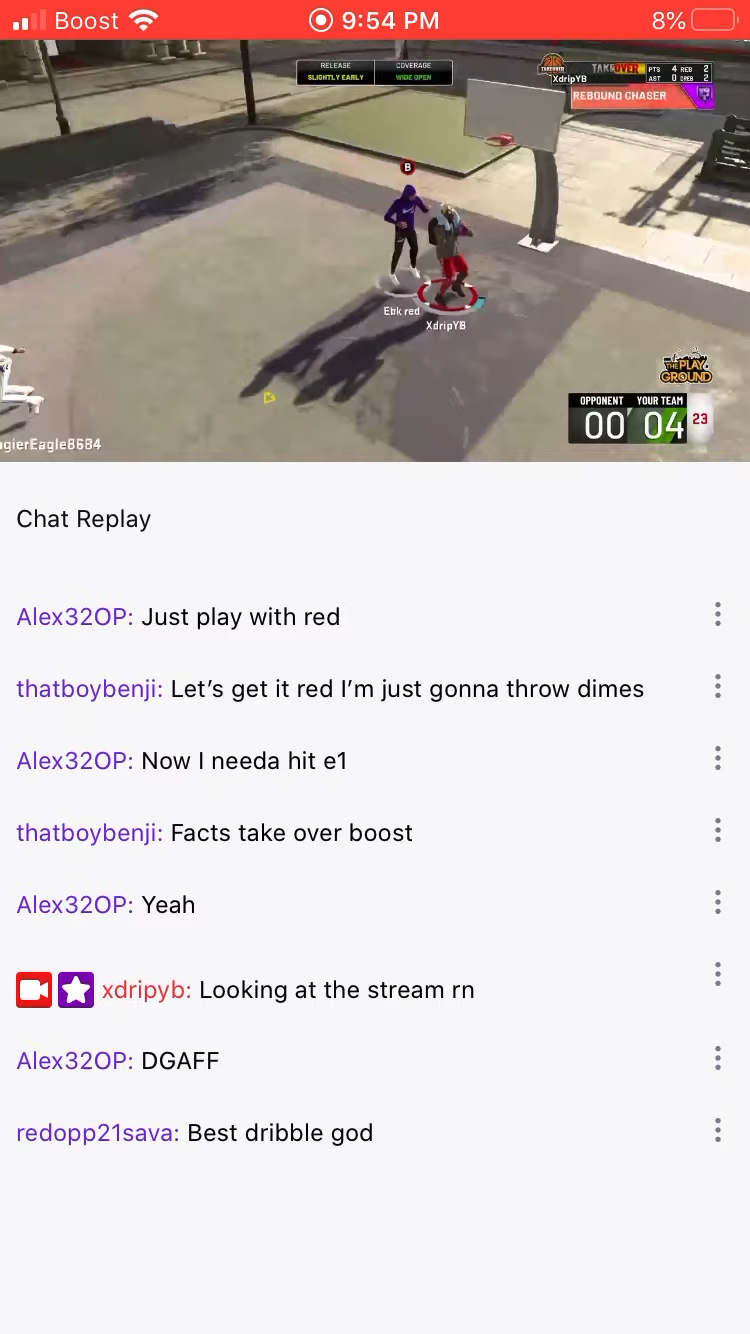 Boost 9:54 PM 8%
RELEASE COVERAGE
SLIGHTLY EARLY WIDE OPEN
TAKEOVER
XdripYB
TAKEOVER
PTS 4 REB 2
AST 0 OREB 2
REBOUND CHASER
B
Ebk red
XdripYB
THE PLAY
GROUND
OPPONENT YOUR TEAM
00 04 23
gierEagle8684
Chat Replay
Alex32OP: Just play with red
thatboybenji: Let’s get it red I’m just gonna throw dimes
Alex32OP: Now I needa hit e1
thatboybenji: Facts take over boost
Alex32OP: Yeah
xdripyb: Looking at the stream rn
Alex32OP: DGAFF
redopp21sava: Best dribble god